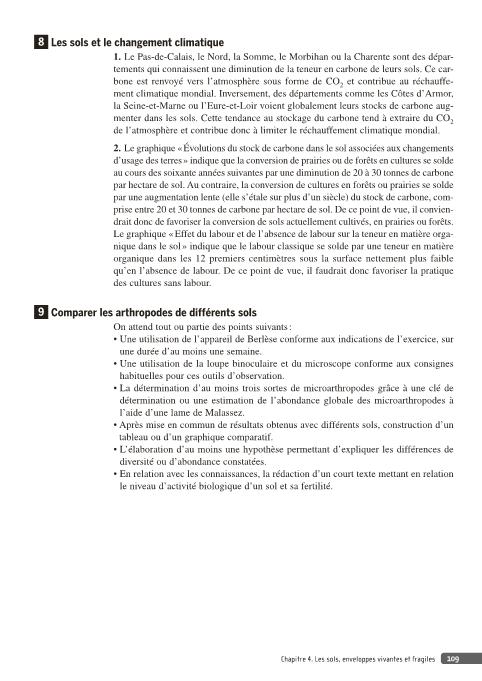 8 Les sols et le changement climatique
1. Le Pas-de-Calais, le Nord, la Somme, le Morbihan ou la Charente sont des dépar-
tements qui connaissent une diminution de la teneur en carbone de leurs sols. Ce car-
bone est renvoyé vers l'atmosphère sous forme de CO2 et contribue au réchauffe-
ment climatique mondial. Inversement, des départements comme les Côtes d'Armor,
la Seine-et-Marne ou l'Eure-et-Loir voient globalement leurs stocks de carbone aug-
menter dans les sols. Cette tendance au stockage du carbone tend à extraire du CO2
de l'atmosphère et contribue donc à limiter le réchauffement climatique mondial.
2. Le graphique « Évolutions du stock de carbone dans le sol associées aux changements
d'usage des terres » indique que la conversion de prairies ou de forêts en cultures se solde
au cours des soixante années suivantes par une diminution de 20 à 30 tonnes de carbone
par hectare de sol. Au contraire, la conversion de cultures en forêts ou prairies se solde
par une augmentation lente (elle s'étale sur plus d'un siècle) du stock de carbone, com-
prise entre 20 et 30 tonnes de carbone par hectare de sol. De ce point de vue, il convien-
drait donc de favoriser la conversion de sols actuellement cultivés, en prairies ou forêts.
Le graphique « Effet du labour et de l'absence de labour sur la teneur en matière orga-
nique dans le sol » indique que le labour classique se solde par une teneur en matière
organique dans les 12 premiers centimètres sous la surface nettement plus faible
qu'en l'absence de labour. De ce point de vue, il faudrait donc favoriser la pratique
des cultures sans labour.
9 Comparer les arthropodes de différents sols
On attend tout ou partie des points suivants :
• Une utilisation de l'appareil de Berlèse conforme aux indications de l'exercice, sur
une durée d'au moins une semaine.
• Une utilisation de la loupe binoculaire et du microscope conforme aux consignes
habituelles pour ces outils d'observation.
• La détermination d'au moins trois sortes de microarthropodes grâce à une clé de
détermination ou une estimation de l'abondance globale des microarthropodes à
l'aide d'une lame de Malassez.
• Après mise en commun de résultats obtenus avec différents sols, construction d'un
tableau ou d'un graphique comparatif.
• L'élaboration d'au moins une hypothèse permettant d'expliquer les différences de
diversité ou d'abondance constatées.
• En relation avec les connaissances, la rédaction d'un court texte mettant en relation
le niveau d'activité biologique d'un sol et sa fertilité.
Chapitre 4. Les sols, enveloppes vivantes et fragiles 109